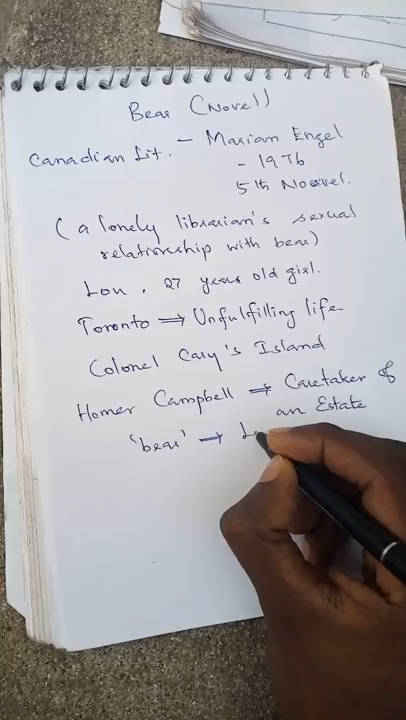 Bear (Novel)
Canadian Lit. - Marian Engel
- 1976
5th Novel.
(a lonely librarian's sexual
relationship with bear)
Lou, 27 years old girl.
Toronto ⇒ Unfulfilling life
Colonel Cary's Island
Homer Campbell ⇒ Caretaker of
an Estate
'bear' → L